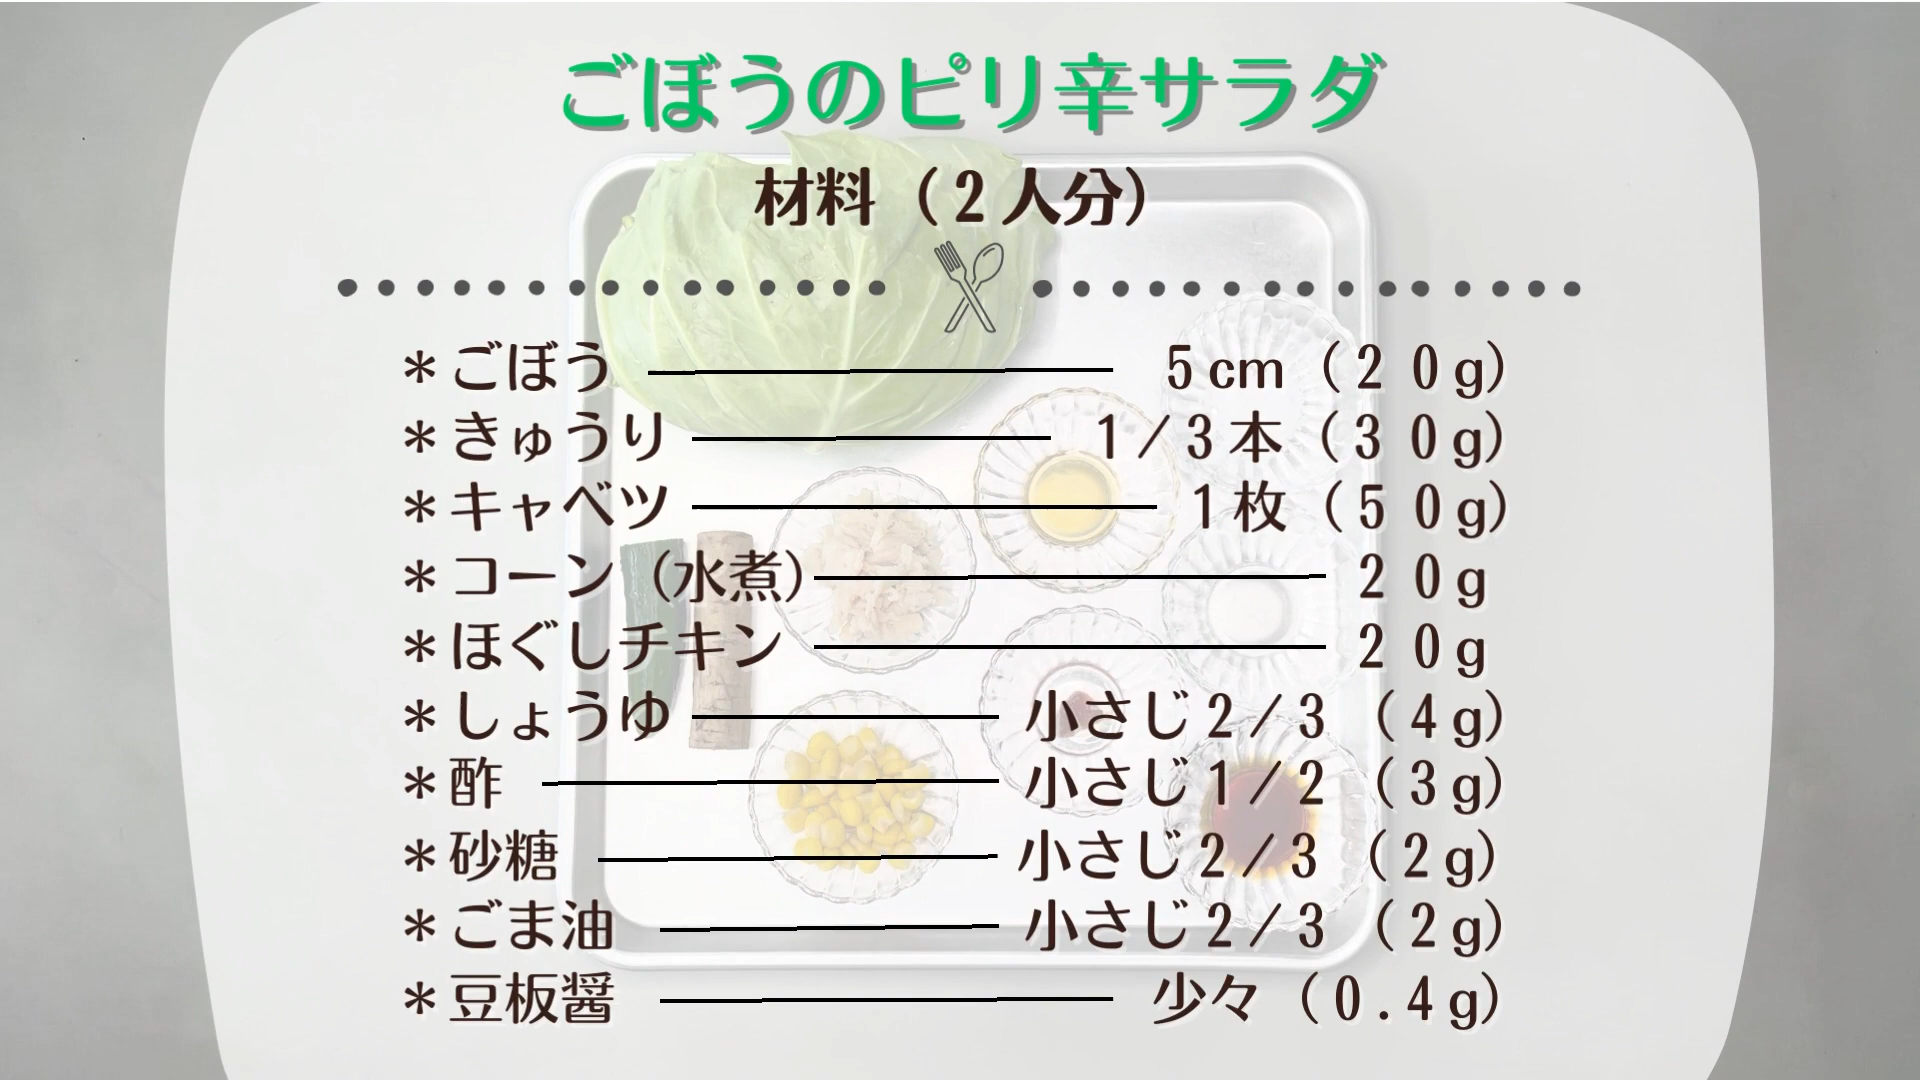 ごぼうのピリ辛サラダ
材料（2人分）
＊ごぼう 5cm（20g）
＊きゅうり 1/3本（30g）
＊キャベツ 1枚（50g）
＊コーン（水煮） 20g
＊ほぐしチキン 20g
＊しょうゆ 小さじ2/3（4g）
＊酢 小さじ1/2（3g）
＊砂糖 小さじ2/3（2g）
＊ごま油 小さじ2/3（2g）
＊豆板醤 少々（0.4g）